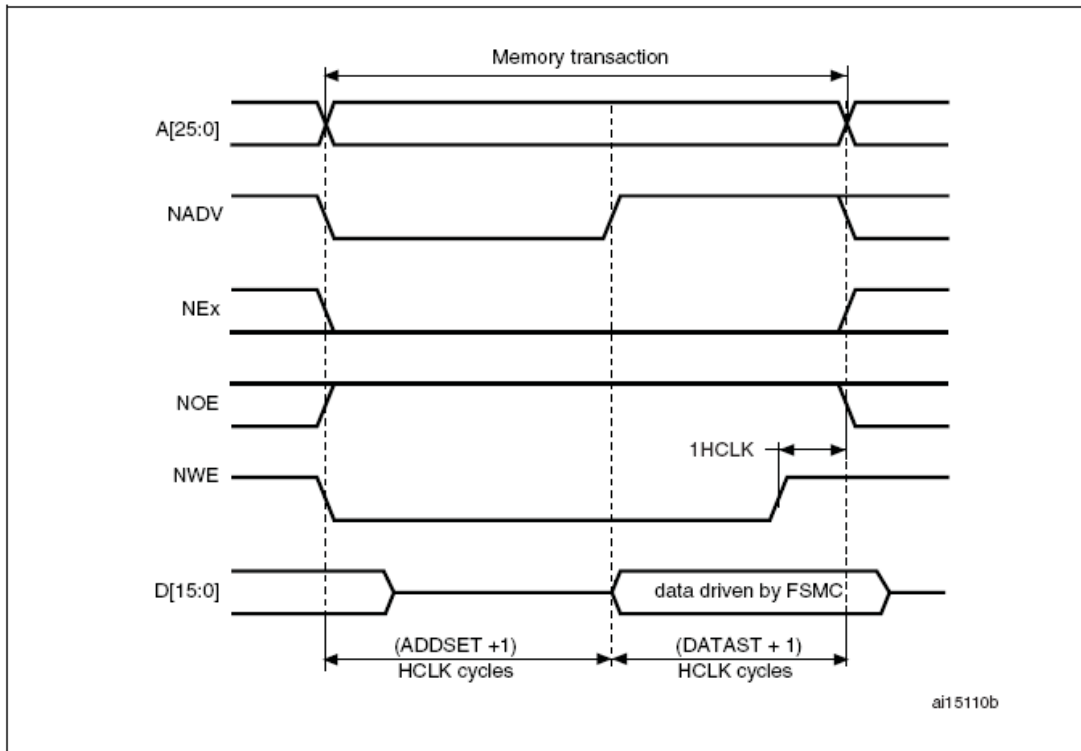 Memory transaction
A[25:0]
NADV
NEx
NOE
1HCLK
NWE
D[15:0]
data driven by FSMC
(ADDSET +1)
HCLK cycles
(DATAST + 1)
HCLK cycles
ai15110b